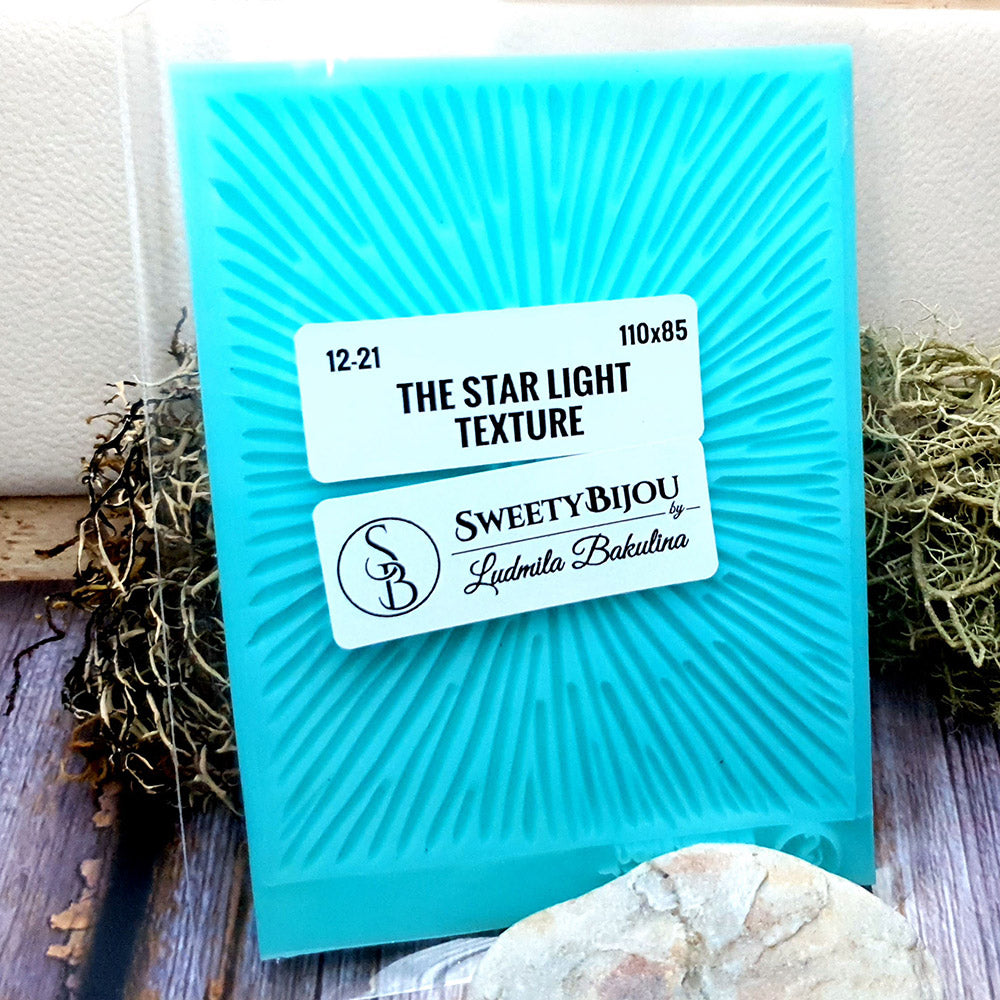 12-21
110x85
THE STAR LIGHT
TEXTURE
SB
SWEETYBIJOU
by
Ludmila Bakulina